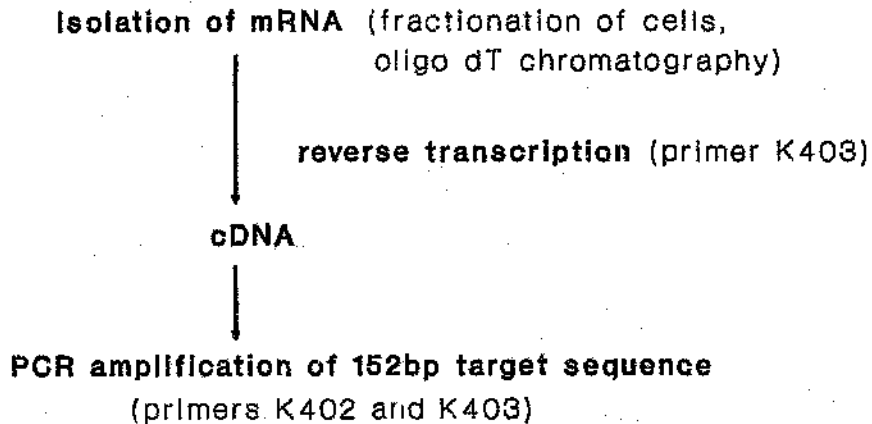 Isolation of mRNA (fractionation of cells,
oligo dT chromatography)
reverse transcription (primer K403)
cDNA
PCR amplification of 152bp target sequence
(primers K402 and K403)